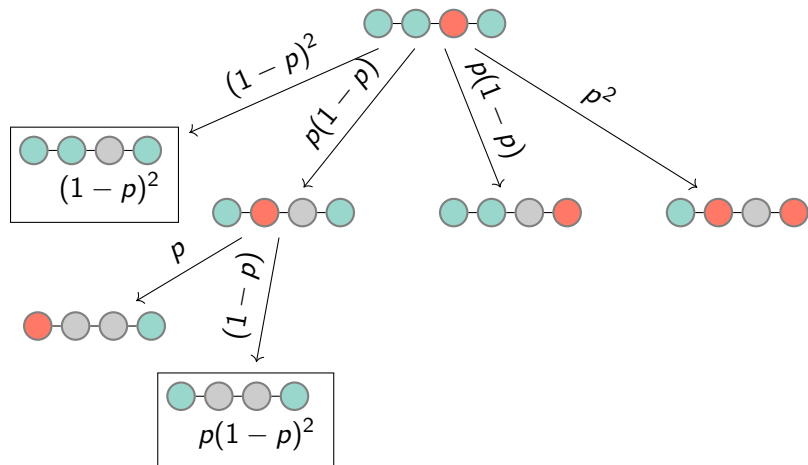 (1 − p)²
p(1 − p)
p(1 − p)
p²
(1 − p)²
p
(1 − p)
p(1 − p)²